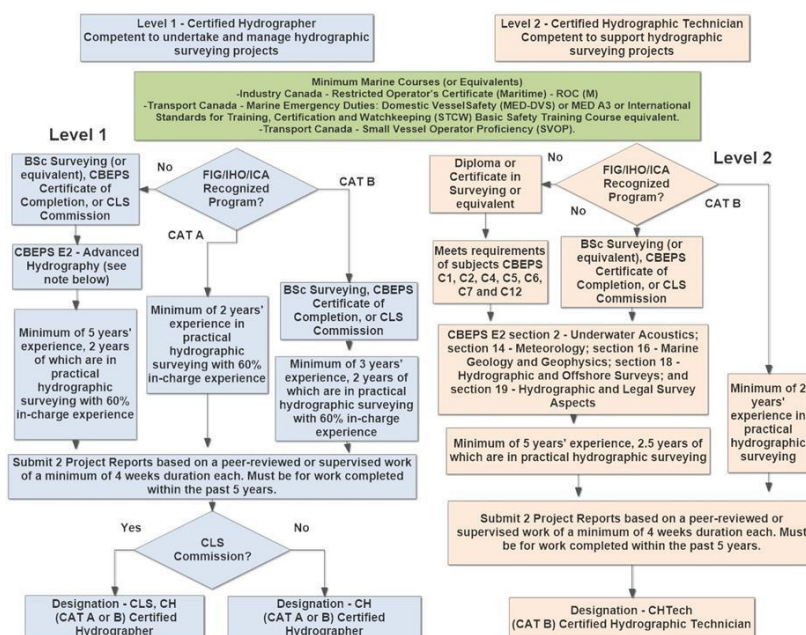 Level 1 - Certified Hydrographer
Competent to undertake and manage hydrographic
surveying projects
Level 2 - Certified Hydrographic Technician
Competent to support hydrographic
surveying projects
Minimum Marine Courses (or Equivalents)
-Industry Canada - Restricted Operator's Certificate (Maritime) - ROC (M)
-Transport Canada - Marine Emergency Duties: Domestic VesselSafety (MED-DVS) or MED A3 or International
Standards for Training, Certification and Watchkeeping (STCW) Basic Safety Training Course equivalent.
-Transport Canada - Small Vessel Operator Proficiency (SVOP).
Level 1
BSc Surveying (or
equivalent), CBEPS
Certificate of
Completion, or CLS
Commission
No
FIG/IHO/ICA
Recognized
Program?
CAT B
CAT A
CBEPS E2 - Advanced
Hydrography (see
note below)
Minimum of 5 years'
experience, 2 years
of which are in
practical
hydrographic
surveying with 60%
in-charge experience
Minimum of 2 years'
experience in
practical
hydrographic
surveying with 60%
in-charge experience
BSc Surveying, CBEPS
Certificate of
Completion, or CLS
Commission
Minimum of 3 years'
experience, 2 years of
which are in practical
hydrographic surveying
with 60% in-charge
experience
Submit 2 Project Reports based on a peer-reviewed or supervised work
of a minimum of 4 weeks duration each. Must be for work completed
within the past 5 years.
Yes
CLS
Commission?
No
Designation - CLS, CH
(CAT A or B) Certified
Hydrographer
Designation - CH
(CAT A or B) Certified
Hydrographer
Level 2
Diploma or
Certificate in
Surveying or
equivalent
No
FIG/IHO/ICA
Recognized
Program?
CAT B
No
Meets requirements
of subjects CBEPS
C1, C2, C4, C5, C6,
C7 and C12
BSc Surveying (or
equivalent), CBEPS
Certificate of
Completion, or CLS
Commission
CBEPS E2 section 2 - Underwater Acoustics;
section 14 - Meteorology; section 16 - Marine
Geology and Geophysics; section 18 -
Hydrographic and Offshore Surveys; and
section 19 - Hydrographic and Legal Survey
Aspects
Minimum of 2
years'
experience in
practical
hydrographic
surveying
Minimum of 5 years' experience, 2.5 years of
which are in practical hydrographic surveying
Submit 2 Project Reports based on a peer-reviewed or
supervised work of a minimum of 4 weeks duration each. Must
be for work completed within the past 5 years.
Designation - CHTech
(CAT B) Certified Hydrographic
Technician